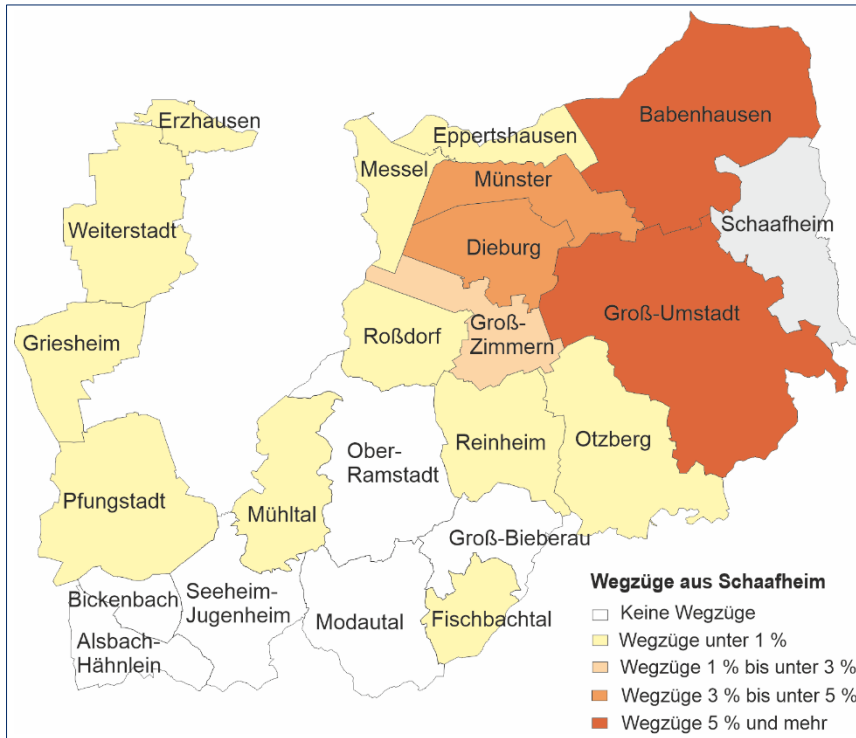 Erzhausen
Babenhausen
Eppertshausen
Messel
Münster
Weiterstadt
Schaafheim
Dieburg
Groß-Umstadt
Griesheim
Roßdorf
Groß-
Zimmern
Ober-
Ramstadt
Reinheim
Otzberg
Pfungstadt
Mühltal
Groß-Bieberau
Bickenbach
Seeheim-
Jugenheim
Alsbach-
Hähnlein
Modautal
Fischbachtal
Wegzüge aus Schaafheim
Keine Wegzüge
Wegzüge unter 1 %
Wegzüge 1 % bis unter 3 %
Wegzüge 3 % bis unter 5 %
Wegzüge 5 % und mehr